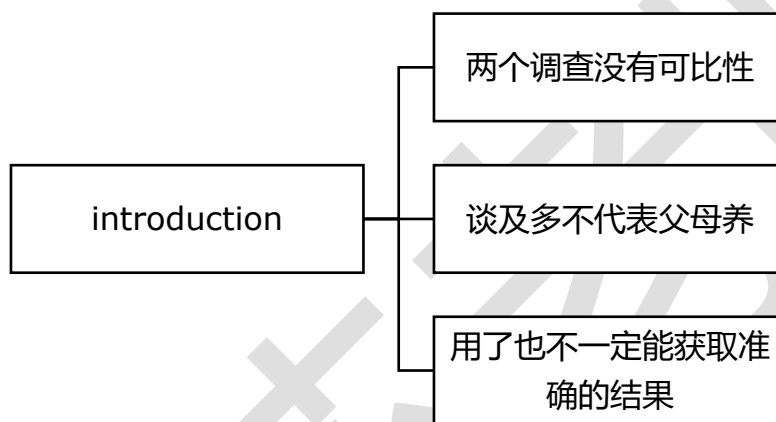 两个调查没有可比性
introduction
谈及多不代表父母养
用了也不一定能获取准
确的结果